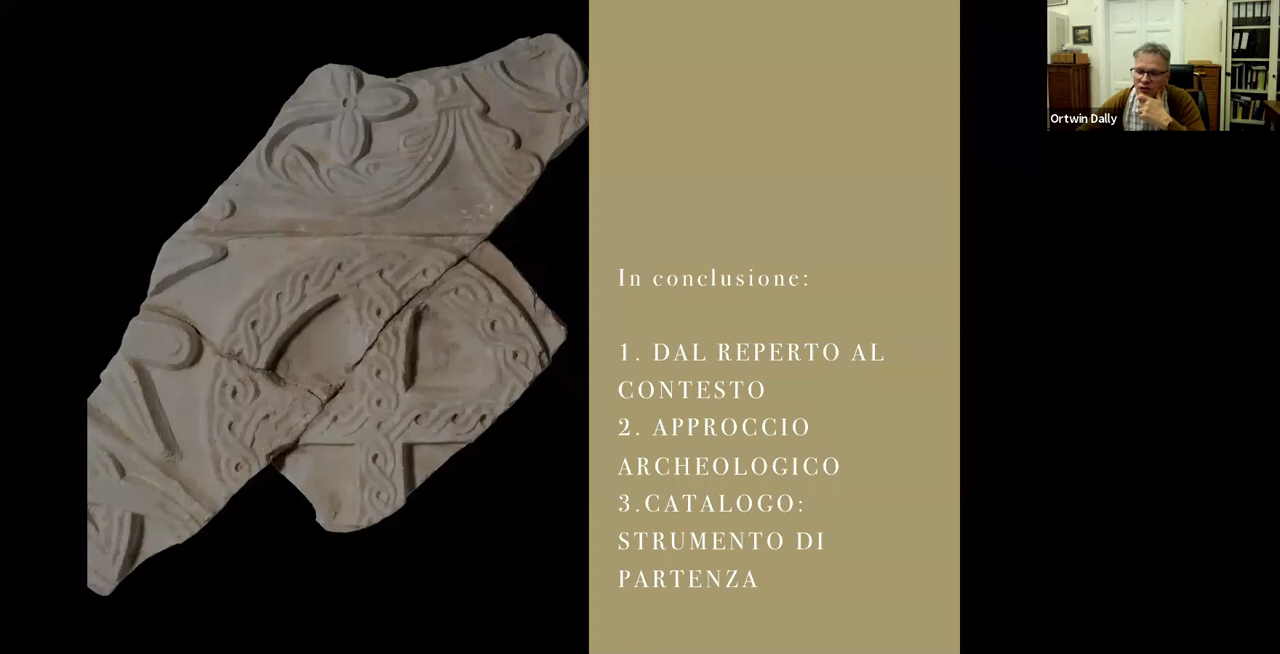 Ortwin Dally
In conclusione:
1. DAL REPERTO AL
CONTESTO
2. APPROCCIO
ARCHEOLOGICO
3.CATALOGO:
STRUMENTO DI
PARTENZA